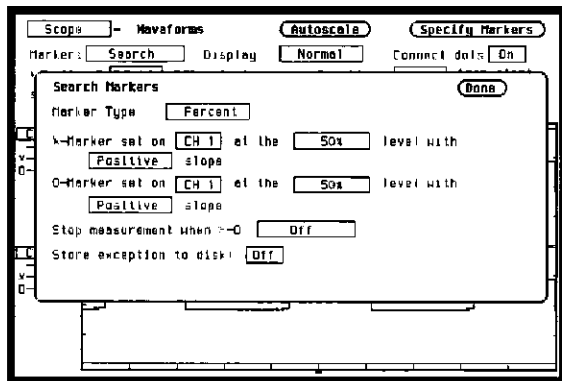 Scope - Waveforms Autoscale Specify Markers
Markers Search Display Normal Connect dots On
Search Markers Done
Marker Type Percent
X-Marker set on CH 1 at the 50% level with
Positive slope
O-Marker set on CH 1 at the 50% level with
Positive slope
Stop measurement when X-O Off
Store exception to disk: Off